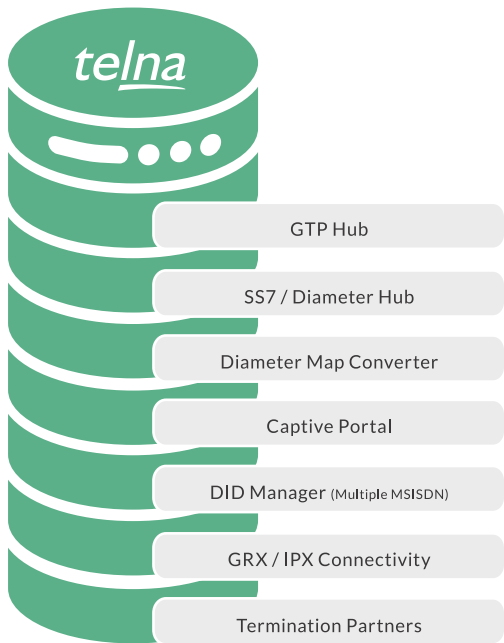 telna
GTP Hub
SS7 / Diameter Hub
Diameter Map Converter
Captive Portal
DID Manager (Multiple MSISDN)
GRX / IPX Connectivity
Termination Partners